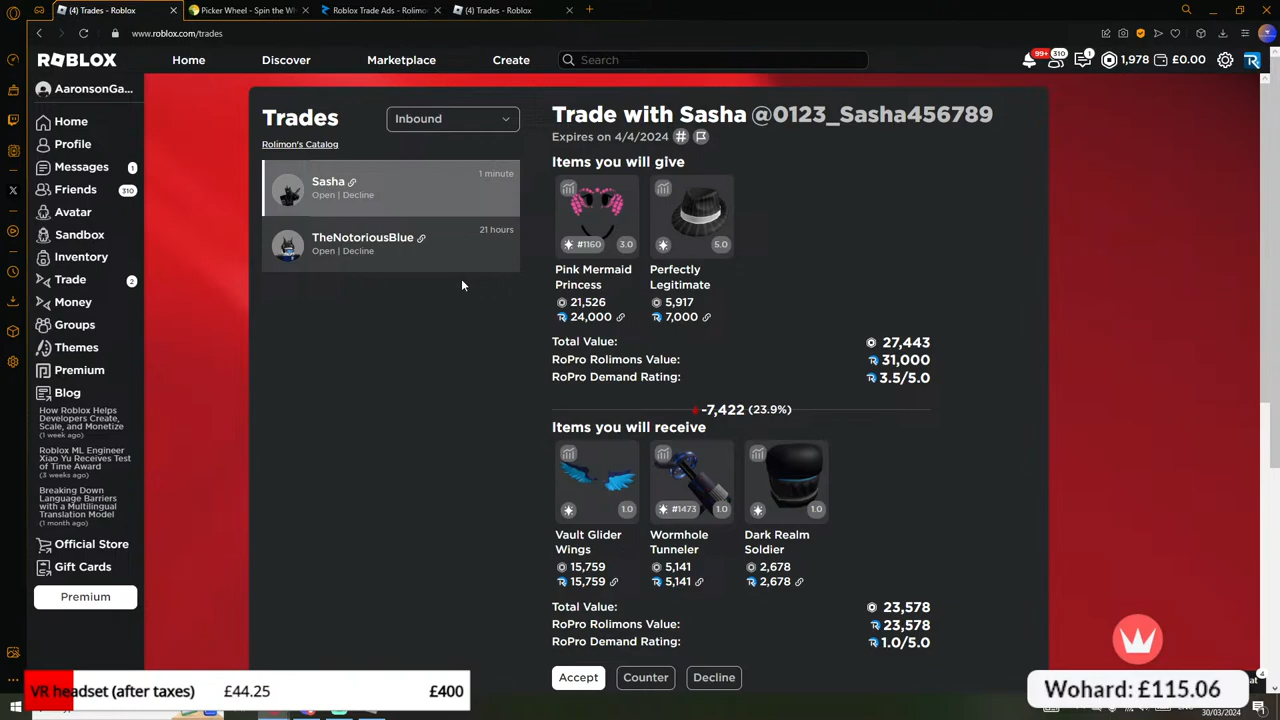 (4) Trades - Roblox
Picker Wheel - Spin the Wh
Roblox Trade Ads - Rolimo
(4) Trades - Roblox
www.roblox.com/trades
ROBLOX
Home
Discover
Marketplace
Create
Search
99+
310
1
1,978
£0.00
AaronsonGa...
Home
Profile
Messages
1
Friends
310
Avatar
Sandbox
Inventory
Trade
2
Money
Groups
Themes
Premium
Blog
How Roblox Helps
Developers Create,
Scale, and Monetize
(1 week ago)
Roblox ML Engineer
Xiao Yu Receives Test
of Time Award
(3 weeks ago)
Breaking Down
Language Barriers
with a Multilingual
Translation Model
(1 month ago)
Official Store
Gift Cards
Premium
Trades
Inbound
Rolimon's Catalog
Sasha
1 minute
Open | Decline
TheNotoriousBlue
21 hours
Open | Decline
Trade with Sasha @0123_Sasha456789
Expires on 4/4/2024
Items you will give
#1160
3.0
5.0
Pink Mermaid
Princess
21,526
24,000
Perfectly
Legitimate
5,917
7,000
Total Value:
27,443
RoPro Rolimons Value:
31,000
RoPro Demand Rating:
3.5/5.0
-7,422 (23.9%)
Items you will receive
1.0
#1473
1.0
1.0
Vault Glider
Wings
15,759
15,759
Wormhole
Tunneler
5,141
5,141
Dark Realm
Soldier
2,678
2,678
Total Value:
23,578
RoPro Rolimons Value:
23,578
RoPro Demand Rating:
1.0/5.0
Accept
Counter
Decline
VR headset (after taxes)
£44.25
£400
Wohard: £115.06
4
30/03/2024